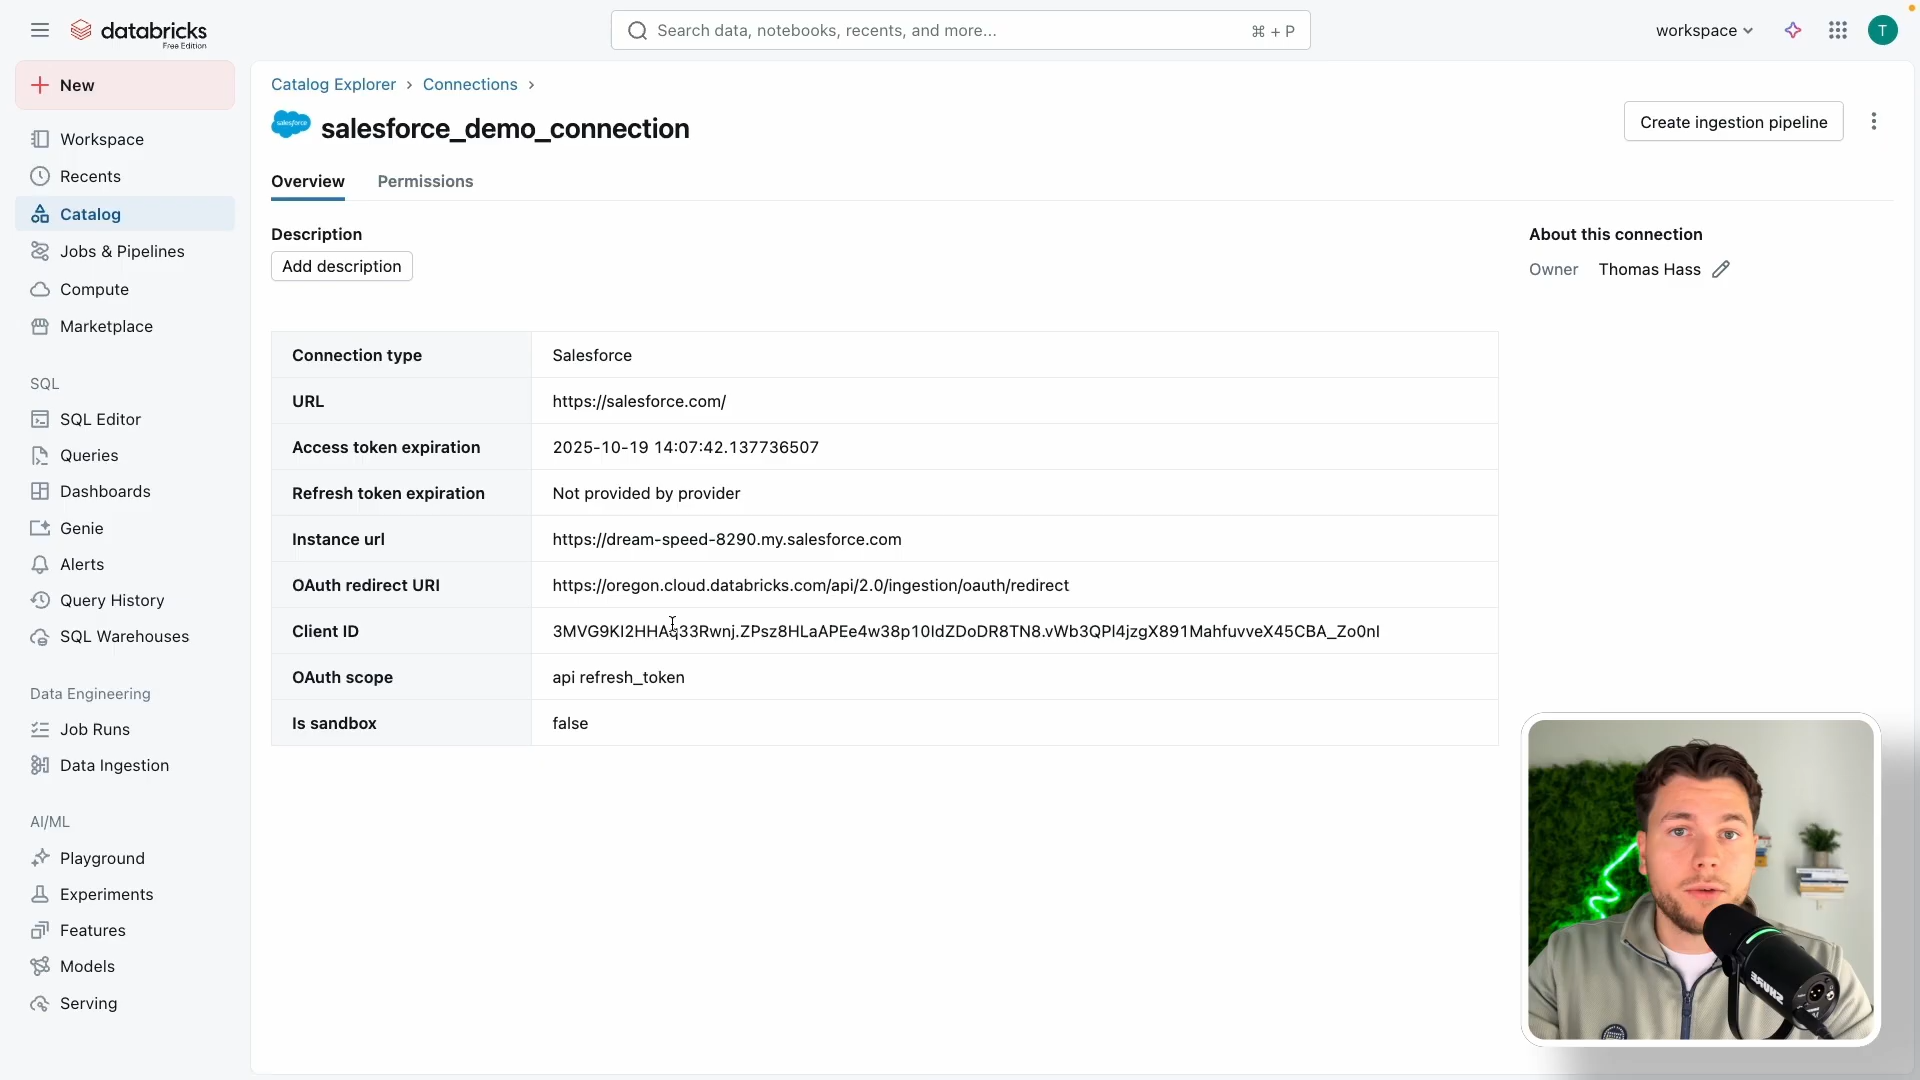 databricks
Free Edition
Search data, notebooks, recents, and more...
⌘ + P
workspace
T
New
Workspace
Recents
Catalog
Jobs & Pipelines
Compute
Marketplace
SQL
SQL Editor
Queries
Dashboards
Genie
Alerts
Query History
SQL Warehouses
Data Engineering
Job Runs
Data Ingestion
AI/ML
Playground
Experiments
Features
Models
Serving
Catalog Explorer › Connections ›
salesforce
salesforce_demo_connection
Create ingestion pipeline
Overview
Permissions
Description
Add description
About this connection
Owner Thomas Hass
Connection type Salesforce
URL https://salesforce.com/
Access token expiration 2025-10-19 14:07:42.137736507
Refresh token expiration Not provided by provider
Instance url https://dream-speed-8290.my.salesforce.com
OAuth redirect URI https://oregon.cloud.databricks.com/api/2.0/ingestion/oauth/redirect
Client ID
OAuth scope api refresh_token
Is sandbox false
SHURE